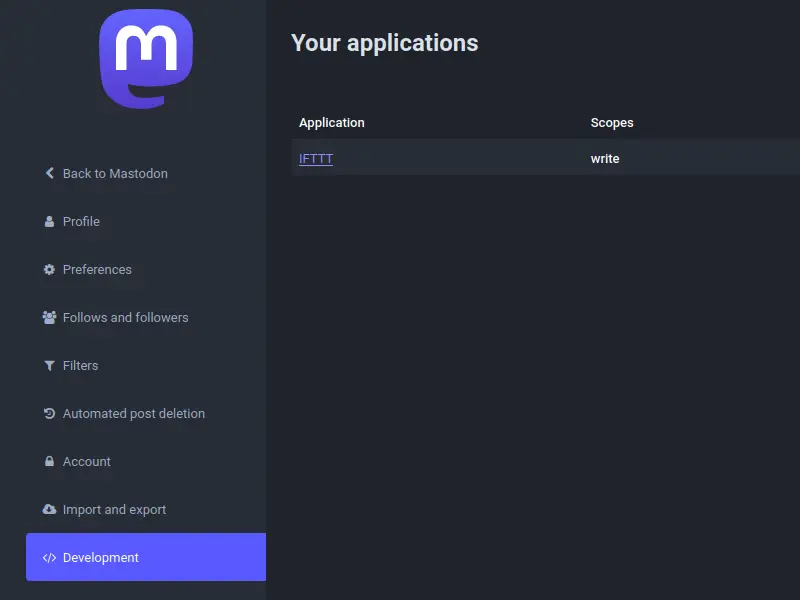 Your applications
Application Scopes
IFTTT write
Back to Mastodon
Profile
Preferences
Follows and followers
Filters
Automated post deletion
Account
Import and export
Development